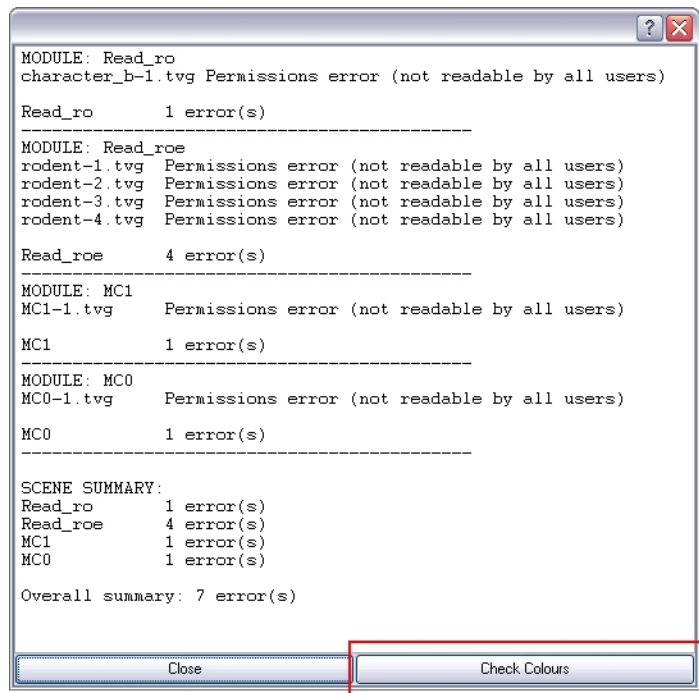 ?
MODULE: Read_ro
character_b-1.tvg Permissions error (not readable by all users)
Read_ro 1 error(s)
MODULE: Read_roe
rodent-1.tvg Permissions error (not readable by all users)
rodent-2.tvg Permissions error (not readable by all users)
rodent-3.tvg Permissions error (not readable by all users)
rodent-4.tvg Permissions error (not readable by all users)
Read_roe 4 error(s)
MODULE: MC1
MC1-1.tvg Permissions error (not readable by all users)
MC1 1 error(s)
MODULE: MC0
MC0-1.tvg Permissions error (not readable by all users)
MC0 1 error(s)
SCENE SUMMARY:
Read_ro 1 error(s)
Read_roe 4 error(s)
MC1 1 error(s)
MC0 1 error(s)
Overall summary: 7 error(s)
Close Check Colours